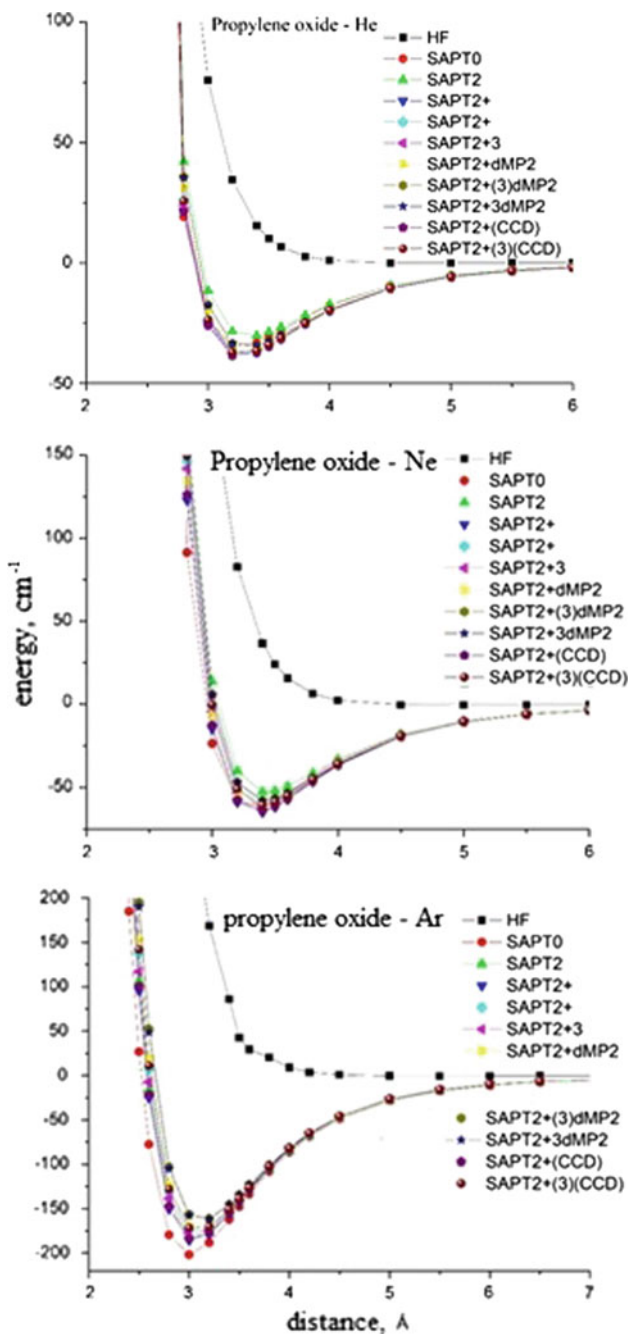 Propylene oxide - He
100
50
0
-50
2 3 4 5 6
HF
SAPT0
SAPT2
SAPT2+
SAPT2+
SAPT2+3
SAPT2+dMP2
SAPT2+(3)dMP2
SAPT2+3dMP2
SAPT2+(CCD)
SAPT2+(3)(CCD)
Propylene oxide - Ne
150
100
50
0
-50
2 3 4 5 6
HF
SAPT0
SAPT2
SAPT2+
SAPT2+
SAPT2+3
SAPT2+dMP2
SAPT2+(3)dMP2
SAPT2+3dMP2
SAPT2+(CCD)
SAPT2+(3)(CCD)
energy, cm-1
propylene oxide - Ar
200
150
100
50
0
-50
-100
-150
-200
2 3 4 5 6 7
HF
SAPT0
SAPT2
SAPT2+
SAPT2+
SAPT2+3
SAPT2+dMP2
SAPT2+(3)dMP2
SAPT2+3dMP2
SAPT2+(CCD)
SAPT2+(3)(CCD)
distance, Å